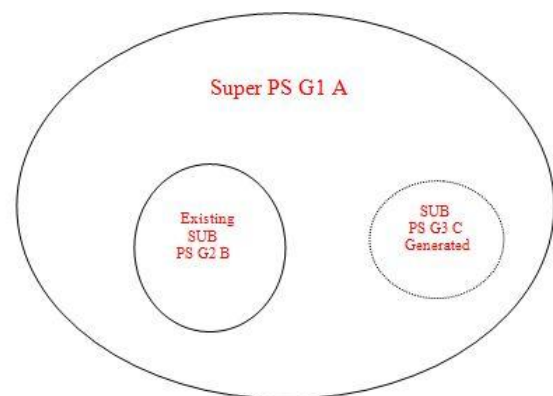 Super PS G1 A
Existing
SUB
PS G2 B
SUB
PS G3 C
Generated